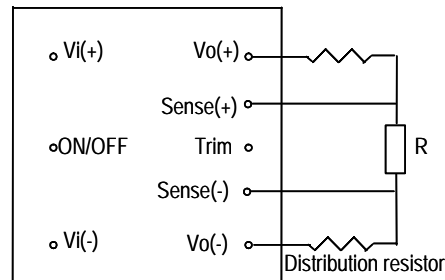 Vi(+) Vo(+)
Sense(+)
ON/OFF Trim R
Sense(-)
Vi(-) Vo(-)
Distribution resistor